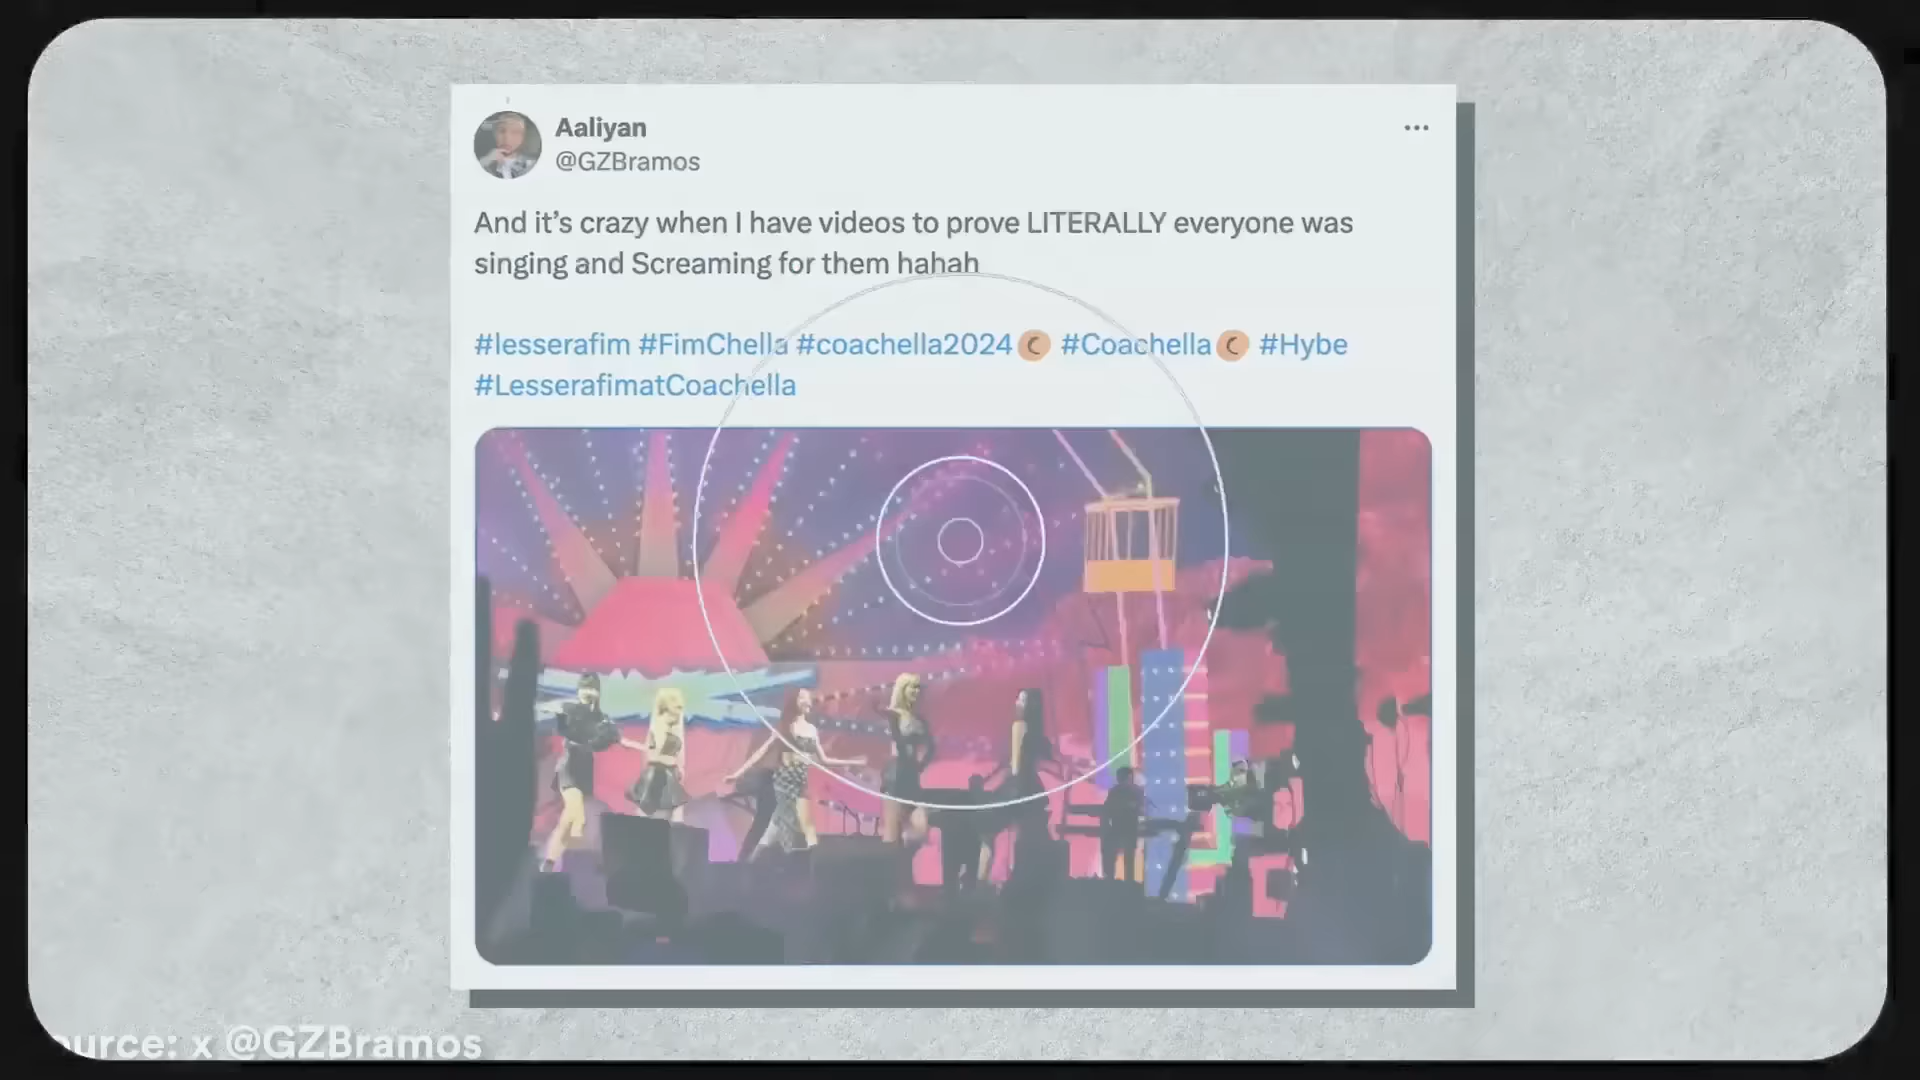 Aaliyan
@GZBramos
And it’s crazy when I have videos to prove LITERALLY everyone was
singing and Screaming for them hahah
#lesserafim #FimChella #coachella2024 #Coachella #Hybe
#LesserafimatCoachella
ource: x @GZBramos